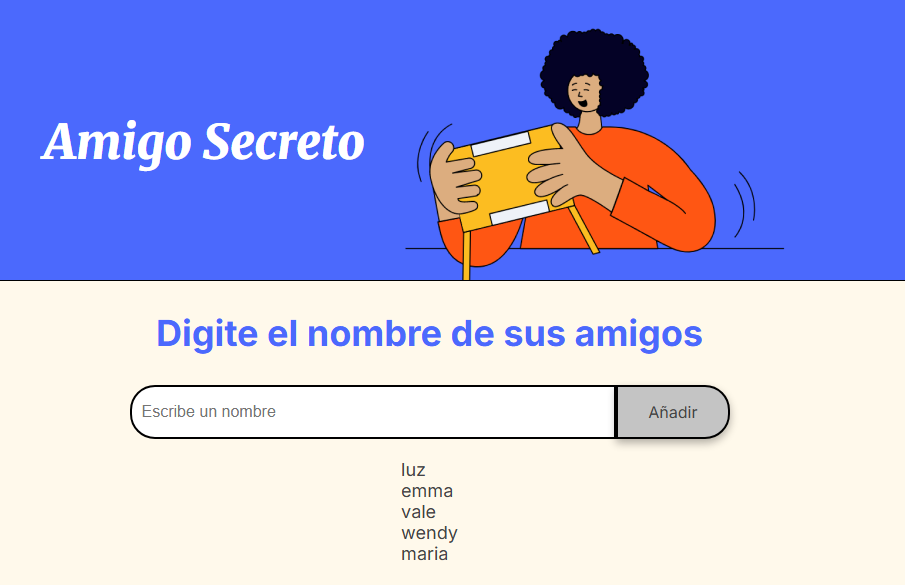 Amigo Secreto
Digite el nombre de sus amigos
Escribe un nombre
Añadir
luz
emma
vale
wendy
maria